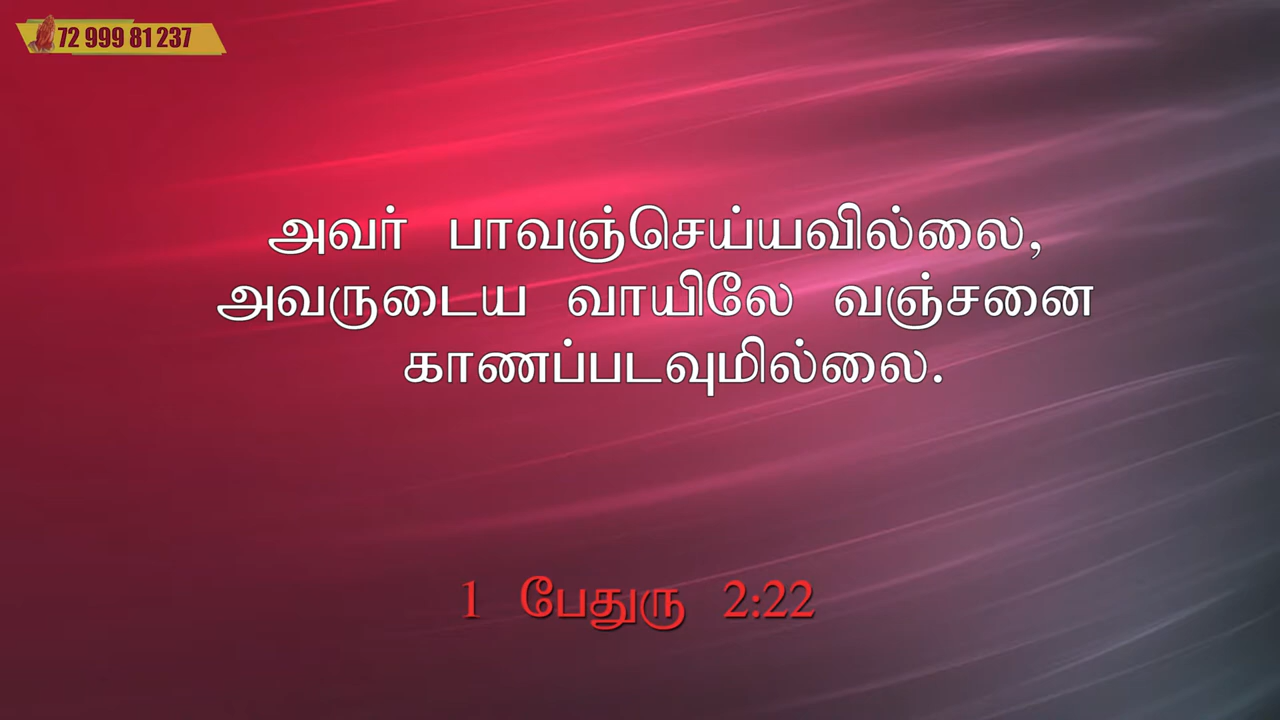 72 999 81 237
அவர் பாவஞ்செய்யவில்லை,
அவருடைய வாயிலே வஞ்சனை
காணப்படவுமில்லை.
1 பேதுரு 2:22